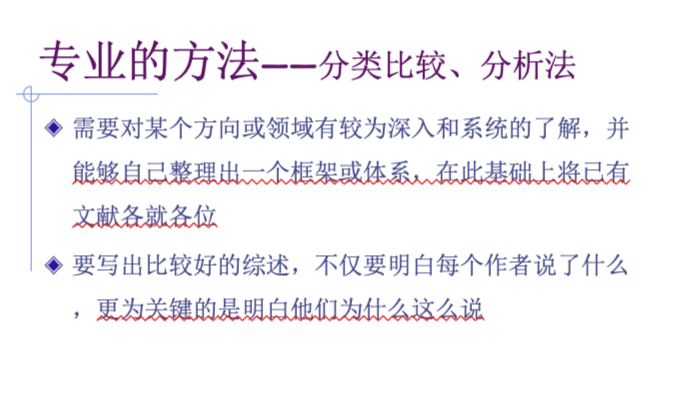 专业的方法——分类比较、分析法
需要对某个方向或领域有较为深入和系统的了解，并
能够自己整理出一个框架或体系，在此基础上将已有
文献各就各位
要写出比较好的综述，不仅要明白每个作者说了什么
，更为关键的是明白他们为什么这么说